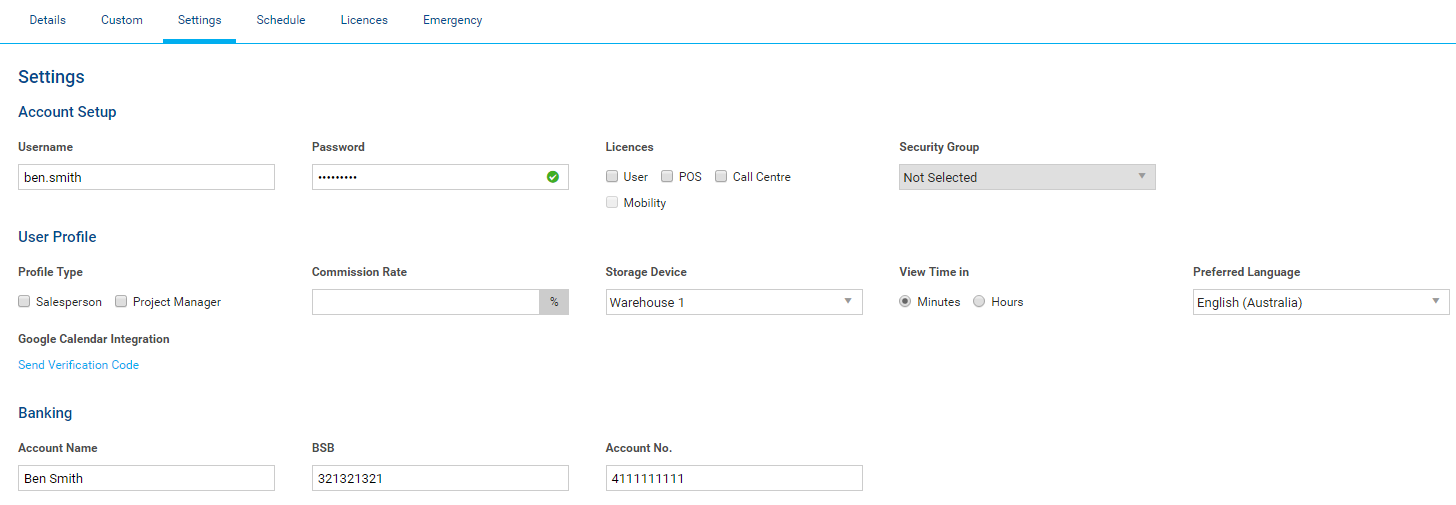 Details Custom Settings Schedule Licences Emergency
Settings
Account Setup
Username Password Licences Security Group
ben.smith ••••••••• User POS Call Centre Not Selected
Mobility
User Profile
Profile Type Commission Rate Storage Device View Time in Preferred Language
Salesperson Project Manager % Warehouse 1 Minutes Hours English (Australia)
Google Calendar Integration
Send Verification Code
Banking
Account Name BSB Account No.
Ben Smith 321321321 4111111111